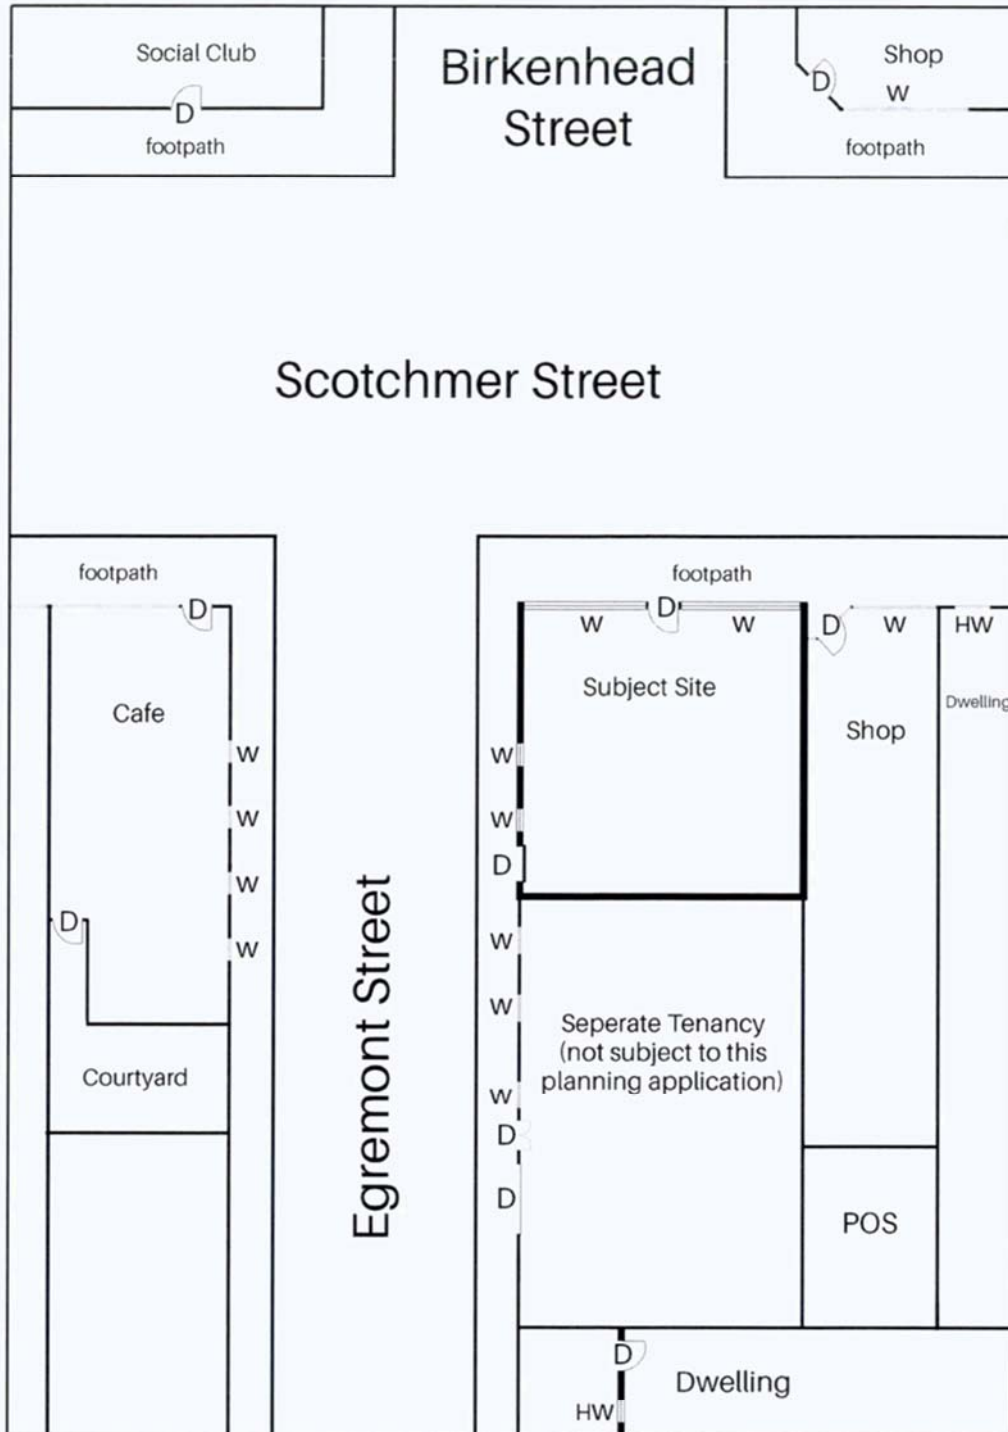 Social Club
Birkenhead
Street
Shop
D
W
D
footpath
footpath
Scotchmer Street
footpath
footpath
D
D
W
W
D
W
HW
Subject Site
Dwelling
Cafe
Shop
W
W
W
W
D
W
D
W
W
W
Egremont Street
Seperate Tenancy
(not subject to this
planning application)
Courtyard
W
D
D
POS
D
Dwelling
HW